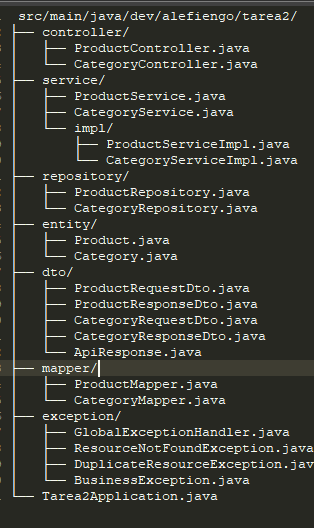 src/main/java/dev/alefiengo/tarea2/
├── controller/
│   ├── ProductController.java
│   └── CategoryController.java
├── service/
│   ├── ProductService.java
│   ├── CategoryService.java
│   └── impl/
│       ├── ProductServiceImpl.java
│       └── CategoryServiceImpl.java
├── repository/
│   ├── ProductRepository.java
│   └── CategoryRepository.java
├── entity/
│   ├── Product.java
│   └── Category.java
├── dto/
│   ├── ProductRequestDto.java
│   ├── ProductResponseDto.java
│   ├── CategoryRequestDto.java
│   ├── CategoryResponseDto.java
│   └── ApiResponse.java
├── mapper/
│   ├── ProductMapper.java
│   └── CategoryMapper.java
├── exception/
│   ├── GlobalExceptionHandler.java
│   ├── ResourceNotFoundException.java
│   ├── DuplicateResourceException.jav
│   └── BusinessException.java
└── Tarea2Application.java